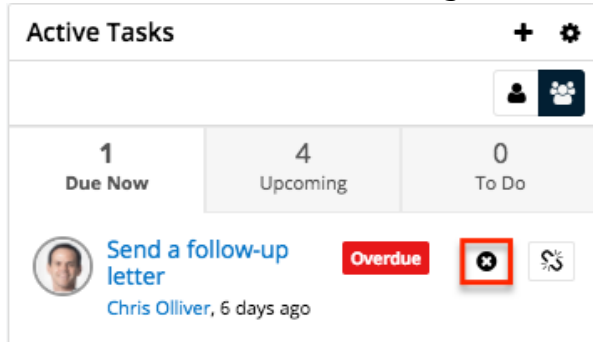 Active Tasks
1 4 0
Due Now Upcoming To Do
Send a follow-up Overdue
letter
Chris Olliver, 6 days ago